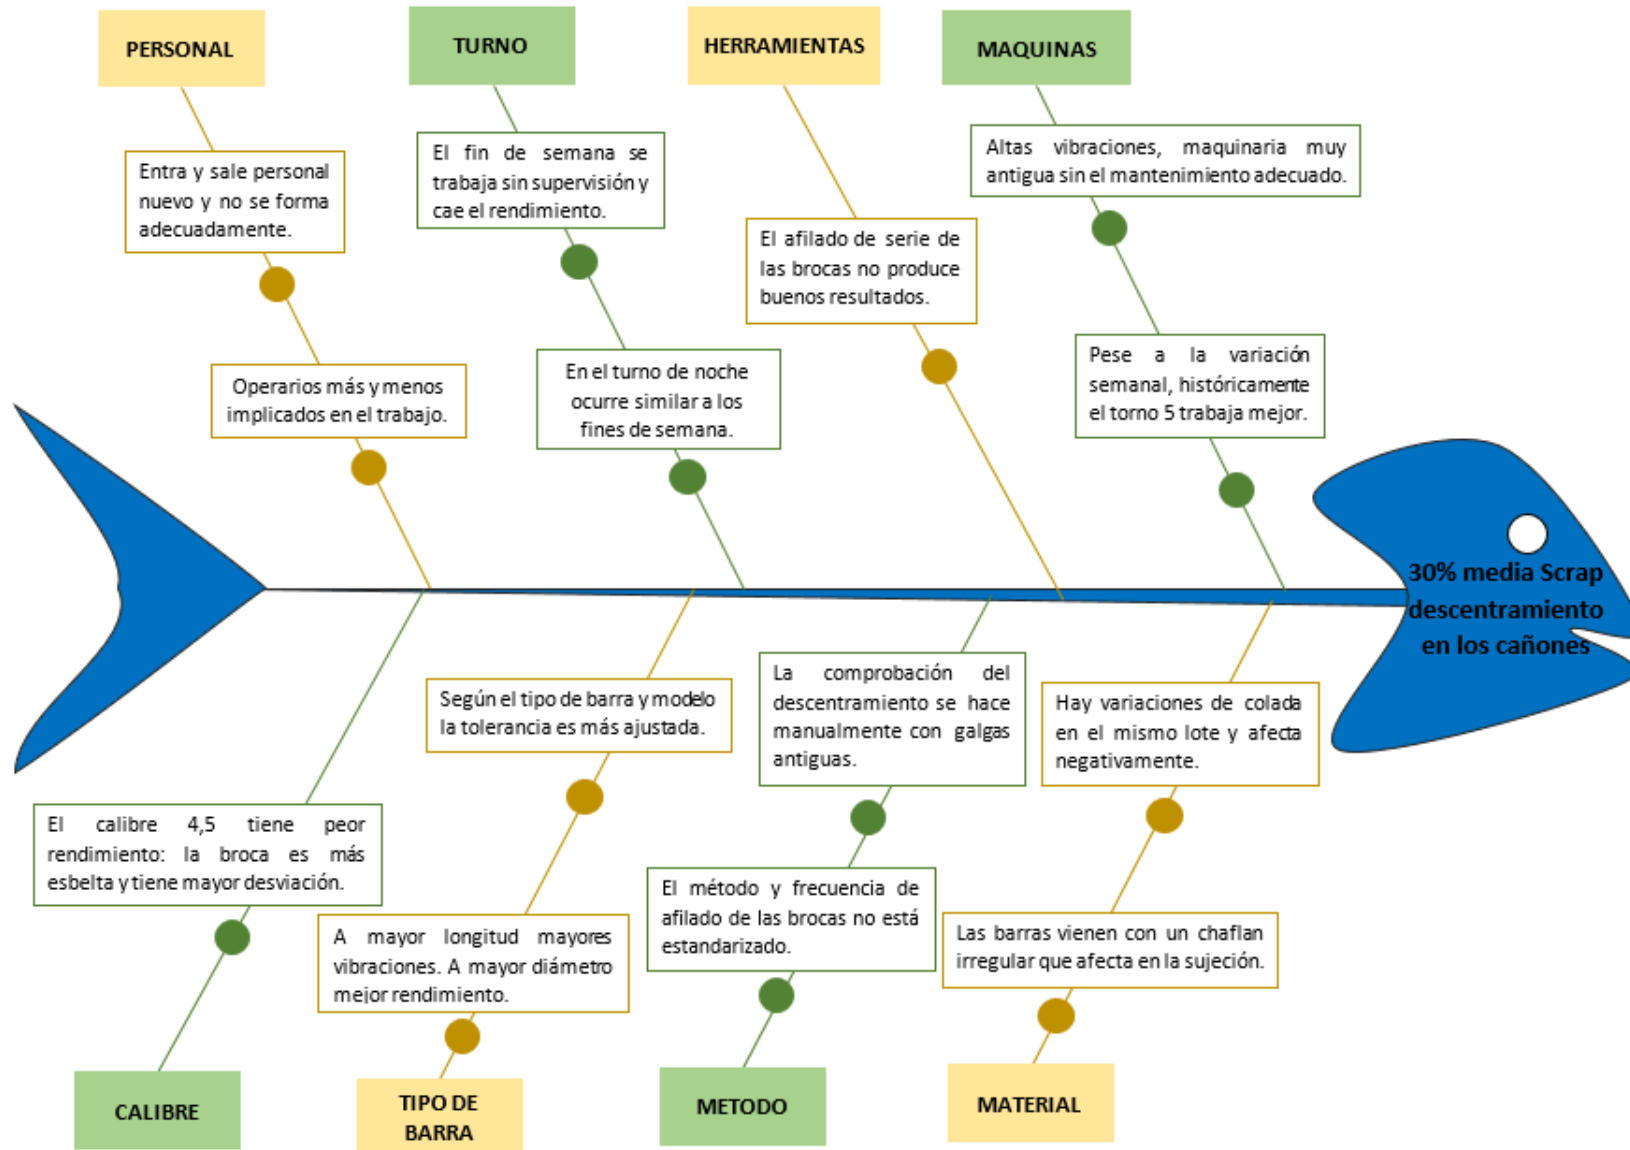 PERSONAL
TURNO
HERRAMIENTAS
MAQUINAS
Entra y sale personal
nuevo y no se forma
adecuadamente.
El fin de semana se
trabaja sin supervisión y
cae el rendimiento.
El afilado de serie de
las brocas no produce
buenos resultados.
Altas vibraciones, maquinaria muy
antigua sin el mantenimiento adecuado.
Operarios más y menos
implicados en el trabajo.
En el turno de noche
ocurre similar a los
fines de semana.
Pese a la variación
semanal, históricamente
el torno 5 trabaja mejor.
30% media Scrap
descentramiento
en los cañones
El calibre 4,5 tiene peor
rendimiento: la broca es más
esbelta y tiene mayor desviación.
Según el tipo de barra y modelo
la tolerancia es más ajustada.
La comprobación del
descentramiento se hace
manualmente con galgas
antiguas.
Hay variaciones de colada
en el mismo lote y afecta
negativamente.
A mayor longitud mayores
vibraciones. A mayor diámetro
mejor rendimiento.
El método y frecuencia de
afilado de las brocas no está
estandarizado.
Las barras vienen con un chaflan
irregular que afecta en la sujeción.
CALIBRE
TIPO DE
BARRA
METODO
MATERIAL